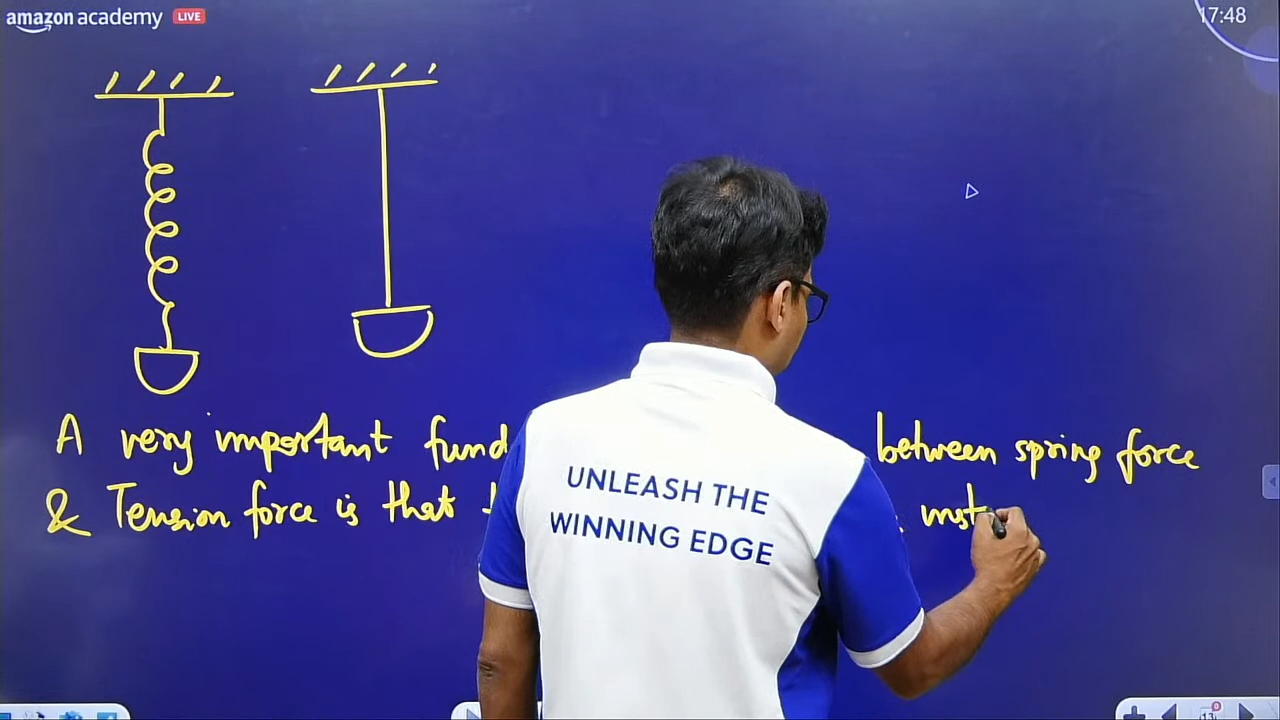 amazon academy LIVE
17:48
A very important fund between spring force
& Tension force is that inst
UNLEASH THE
WINNING EDGE